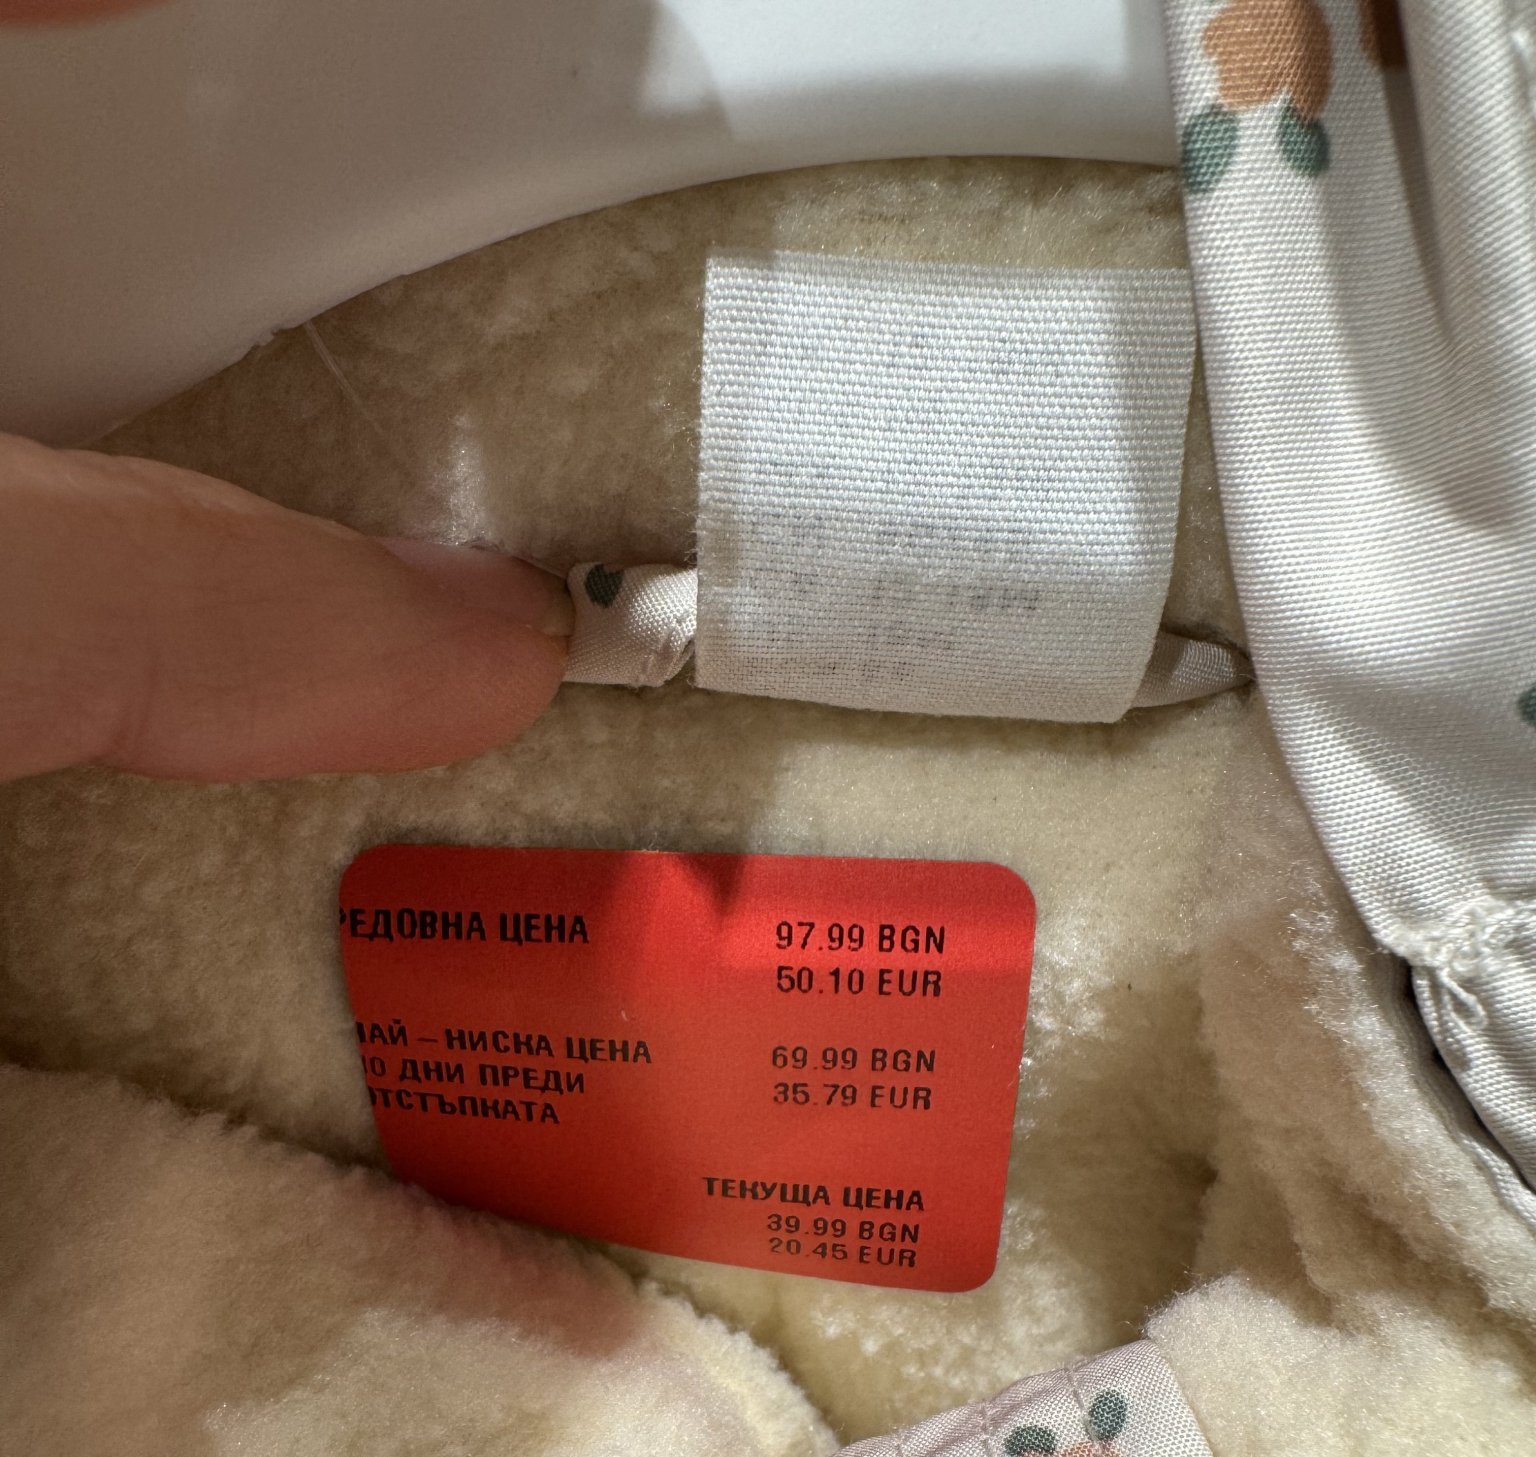 РЕДОВНА ЦЕНА 97.99 BGN
50.10 EUR
НАЙ – НИСКА ЦЕНА 69.99 BGN
ДНИ ПРЕДИ 35.79 EUR
ОТСТЪПКАТА
ТЕКУЩА ЦЕНА
39.99 BGN
20.45 EUR